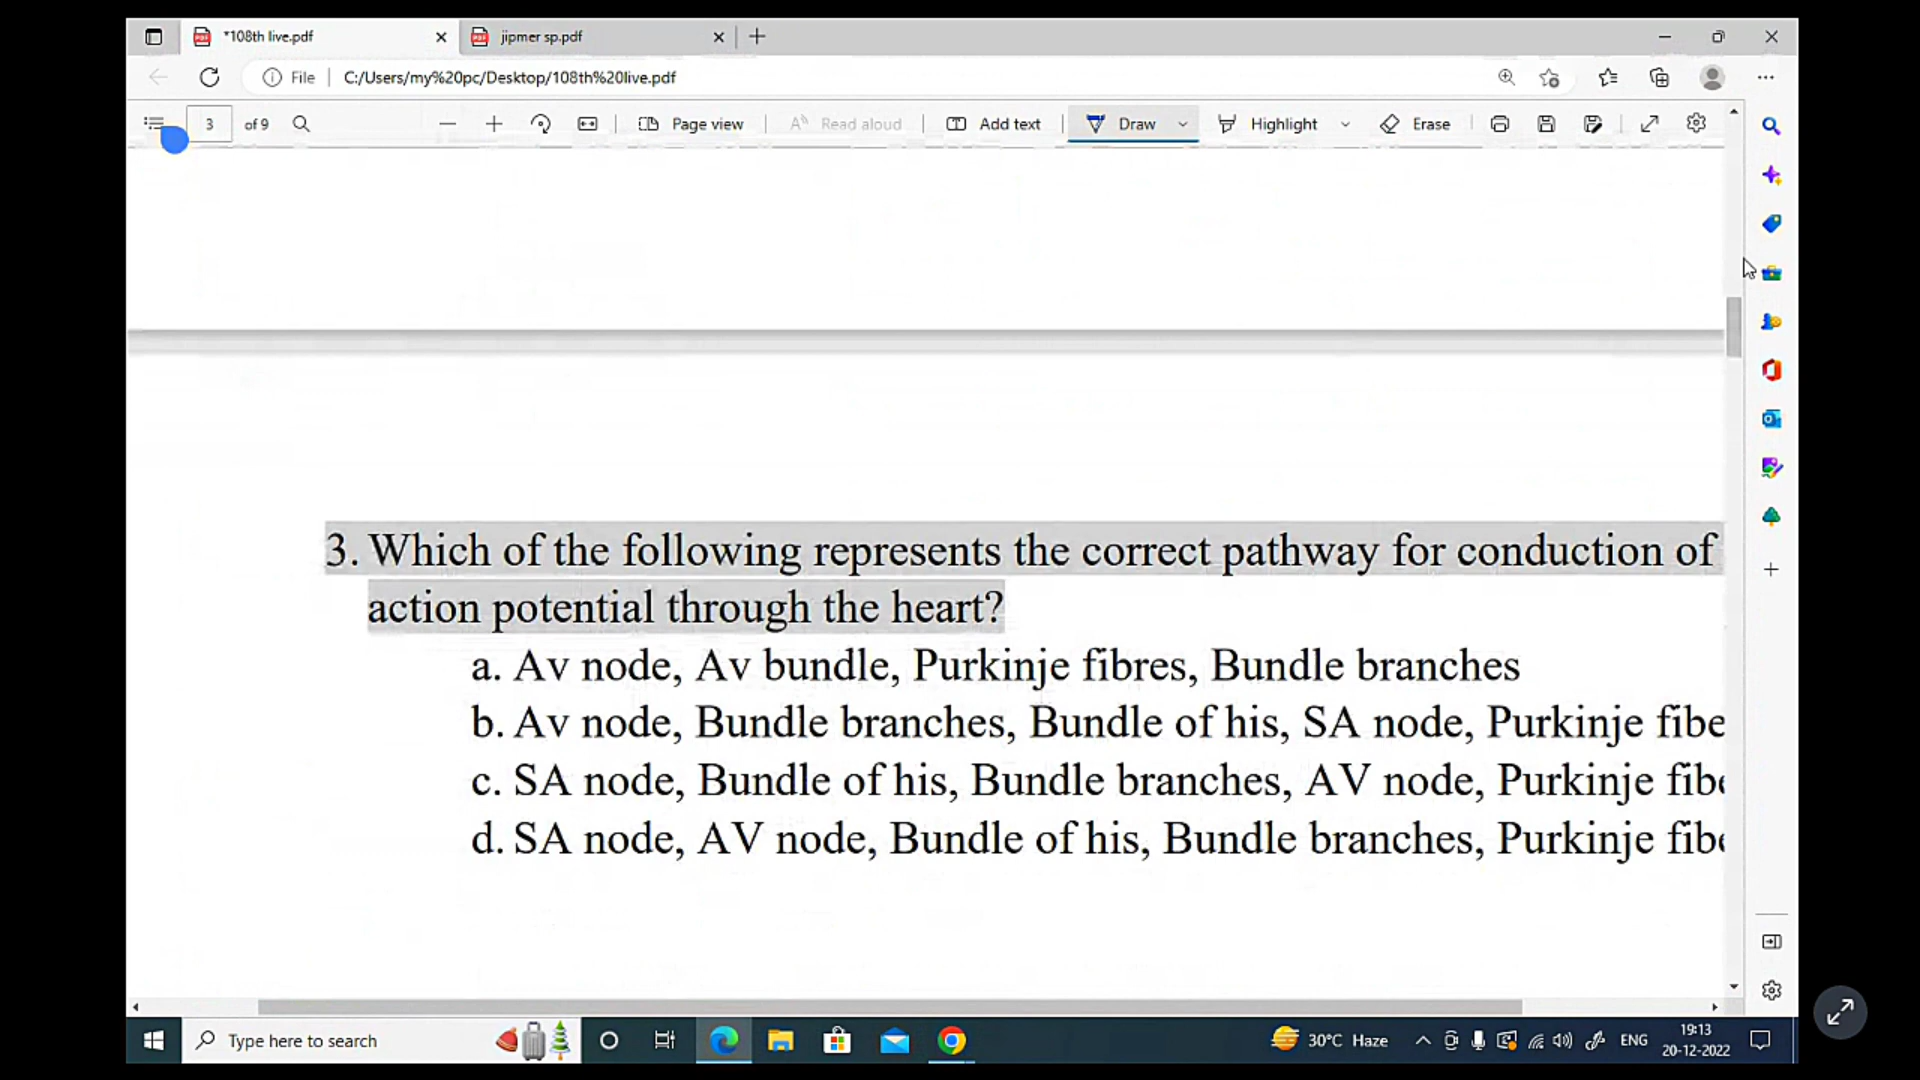 *108th live.pdf
jipmer sp.pdf
File
C:/Users/my%20pc/Desktop/108th%20live.pdf
3 of 9
Page view
Read aloud
Add text
Draw
Highlight
Erase
3. Which of the following represents the correct pathway for conduction of
action potential through the heart?
a. Av node, Av bundle, Purkinje fibres, Bundle branches
b. Av node, Bundle branches, Bundle of his, SA node, Purkinje fibe
c. SA node, Bundle of his, Bundle branches, AV node, Purkinje fibe
d. SA node, AV node, Bundle of his, Bundle branches, Purkinje fibe
Type here to search
30°C Haze
ENG
19:13
20-12-2022